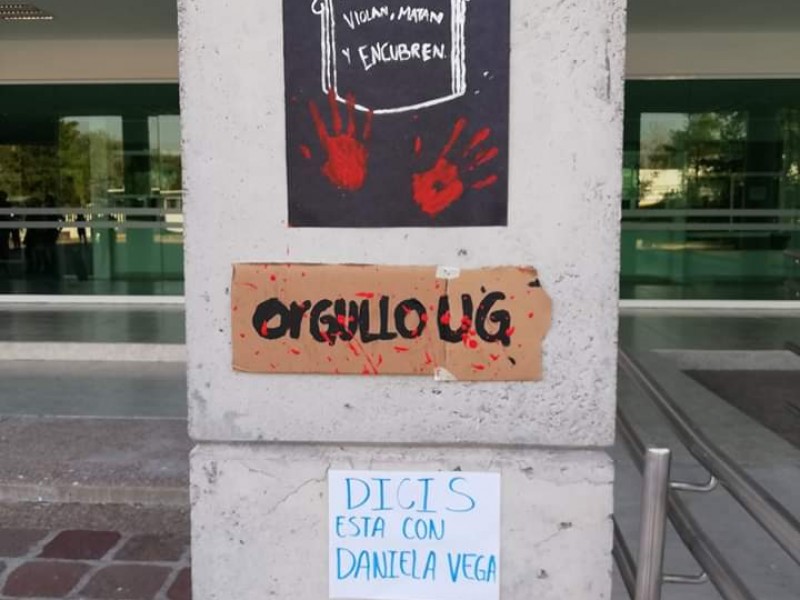 VIOLAN, MATAN
Y ENCUBREN.
OrGULLO UG
DICIS
ESTA CON
DANIELA VEGA